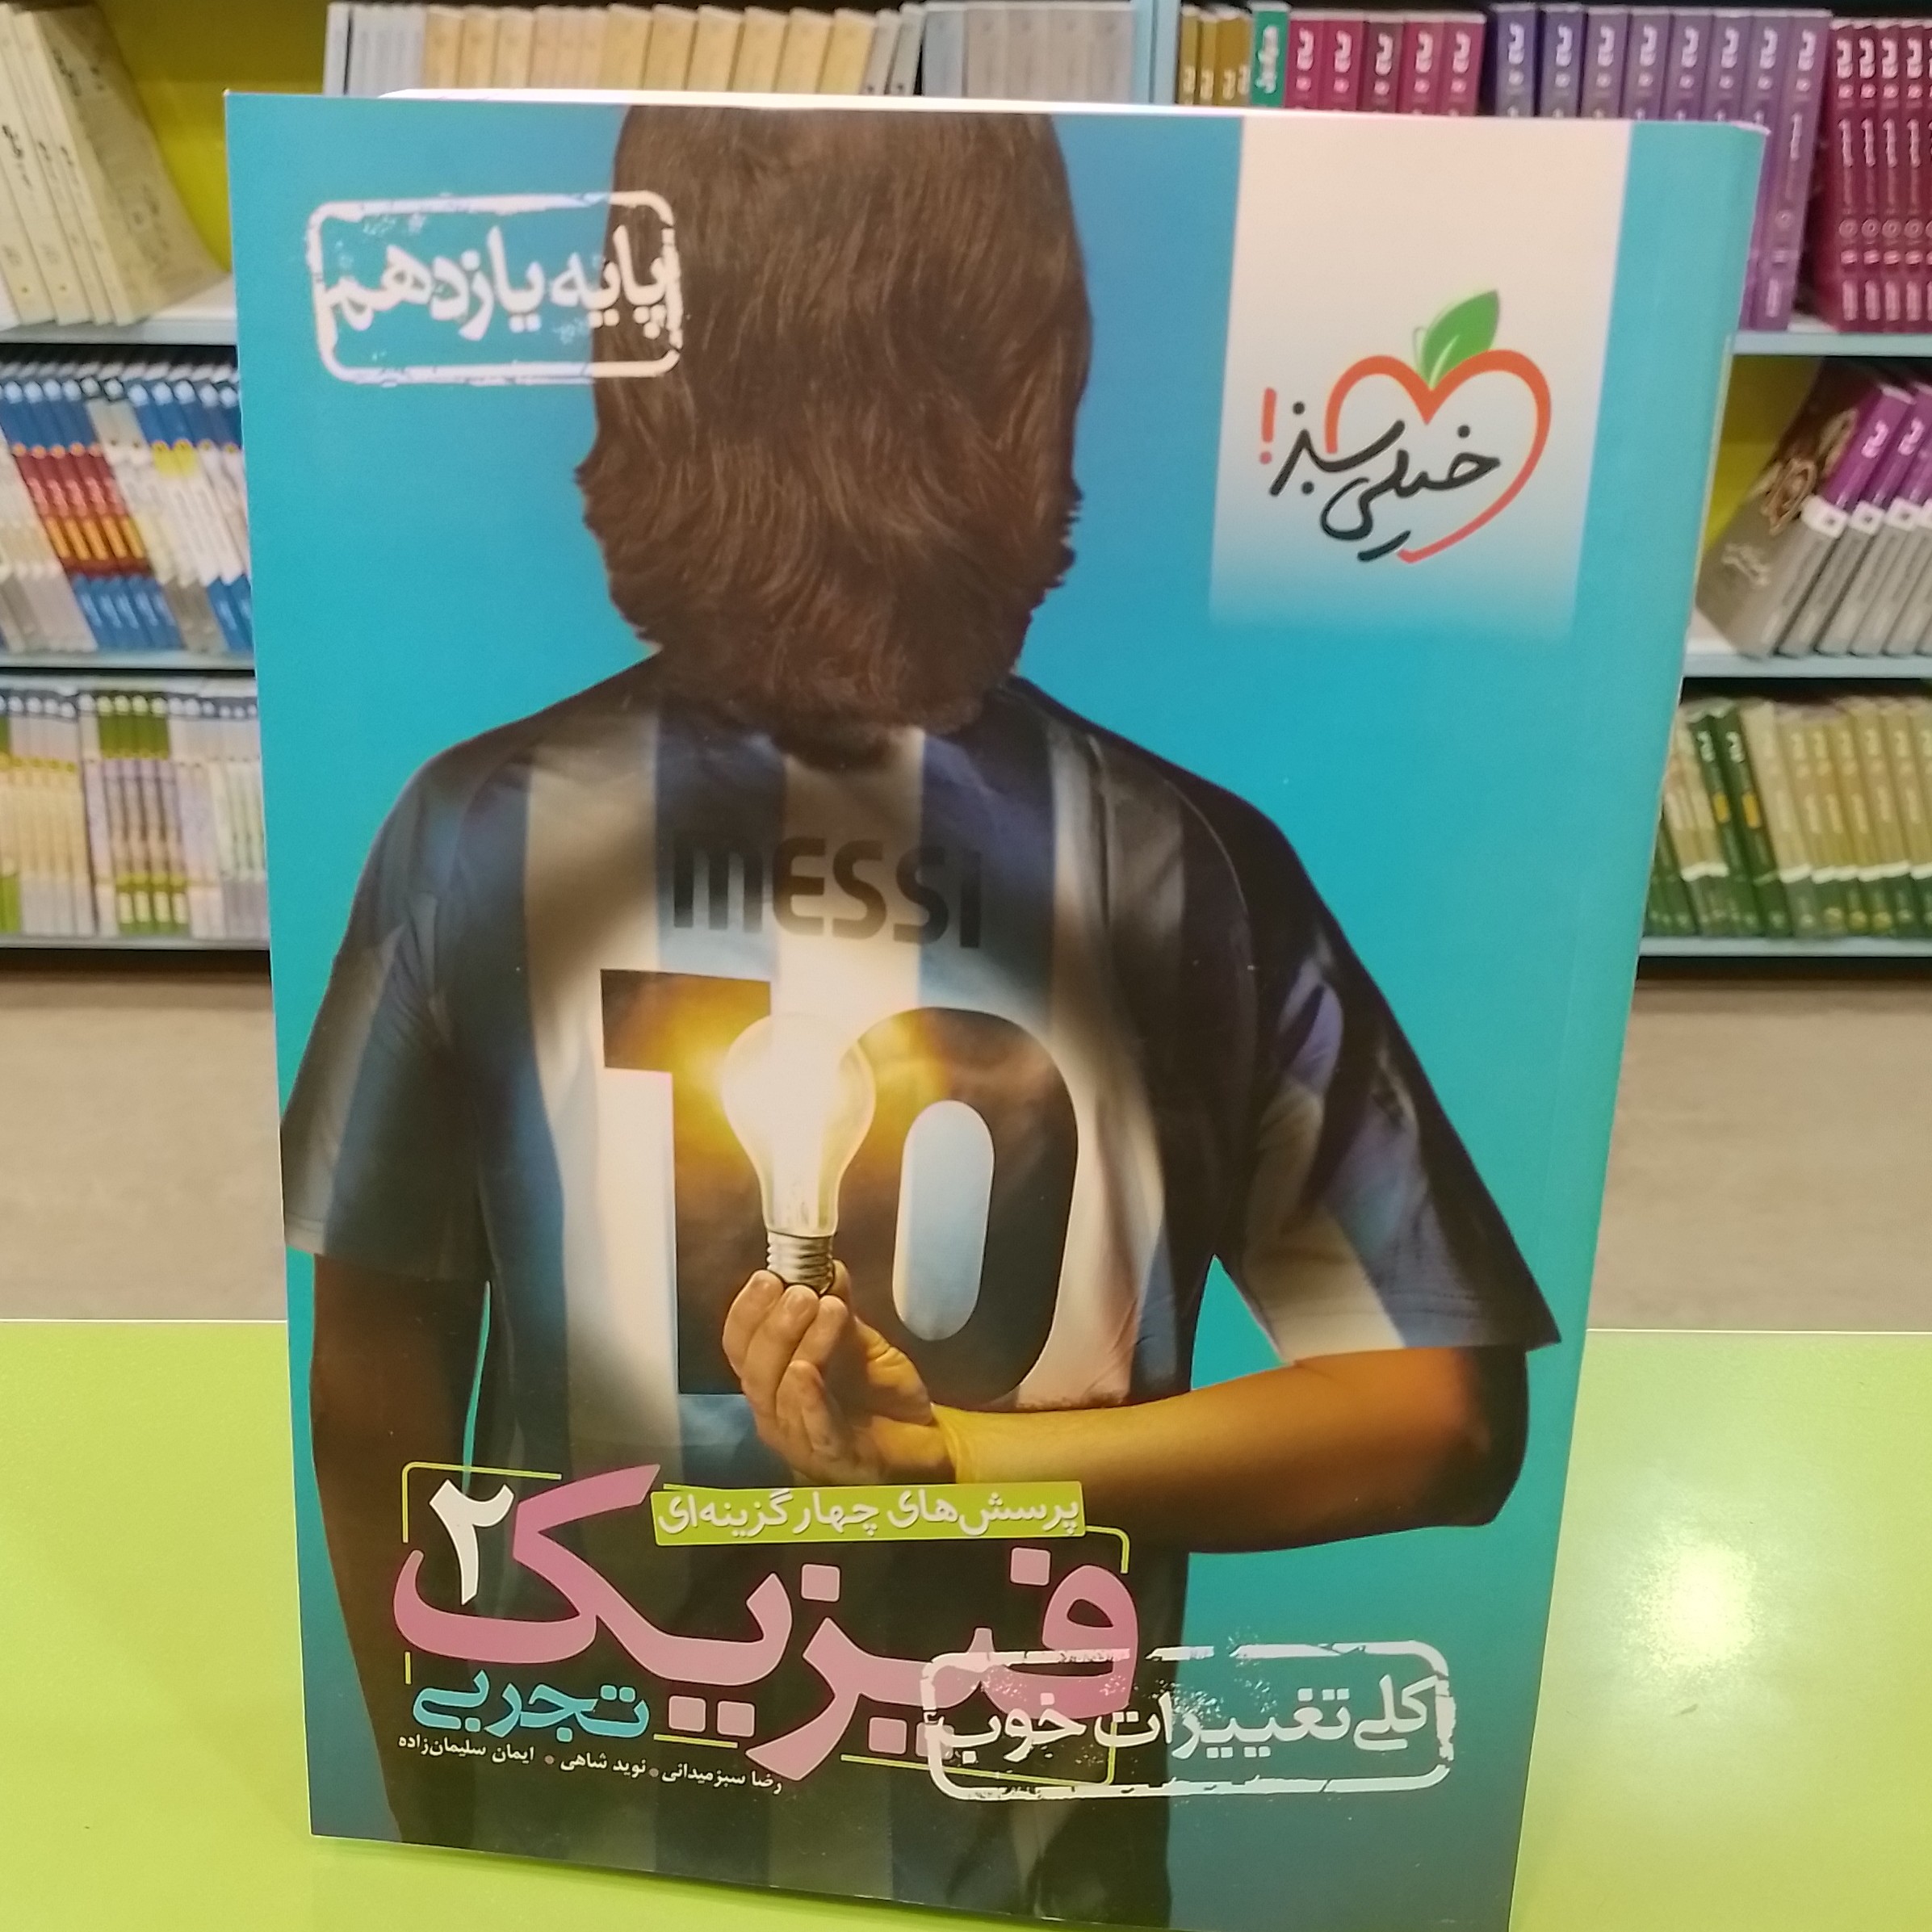 پایه یازدهم
خیلی سبز!
MESSI
10
پرسش‌های چهارگزینه‌ای
فیزیک ۲
تجربی
کلی تغییرات خوب
رضا سبزمیدانی • نوید شاهی • ایمان سلیمان‌زاده